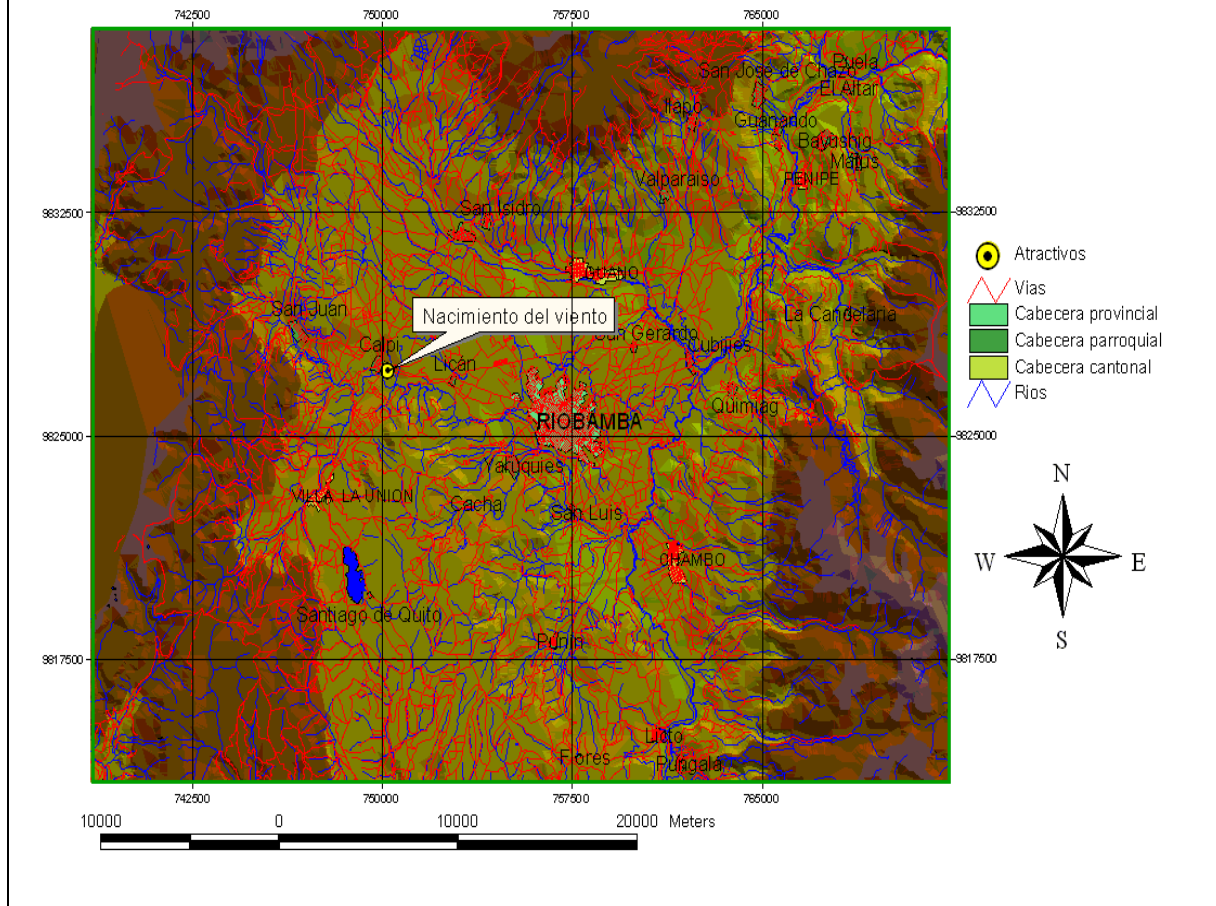 742500 750000 757500 765000
Puela
San Jose de Chazo
El Altar
Ilapo
Guanando
Bayushig
Matus
Valparaiso
PENIPE
San Isidro
9832500
9832500
GUANO
Atractivos
Vias
San Juan
Nacimiento del viento
La Candelaria
Cabecera provincial
San Gerardo
Calpi
Cubijies
Cabecera parroquial
Licán
Cabecera cantonal
Rios
Quimiag
RIOBAMBA
9825000
9825000
Yaruquies
N
VILLA LA UNION
Cacha
San Luis
W E
CHAMBO
Santiago de Quito
S
Punin
9817500
9817500
Licto
Flores
Pungala
742500 750000 757500 765000
10000 0 10000 20000 Meters